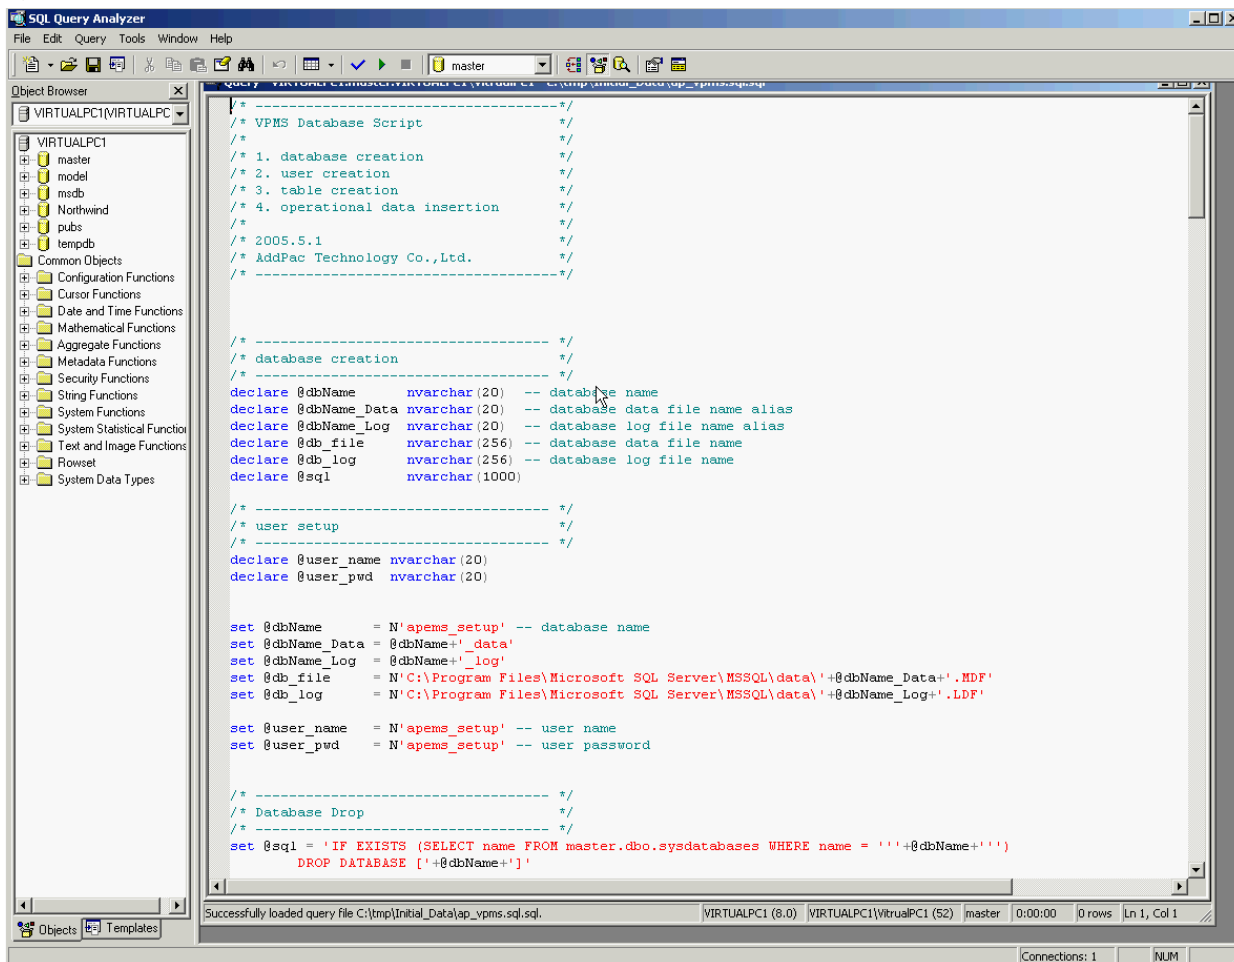 SQL Query Analyzer
File Edit Query Tools Window Help
master
Object Browser
VIRTUALPC1(VIRTUALPC
VIRTUALPC1
master
model
msdb
Northwind
pubs
tempdb
Common Objects
Configuration Functions
Cursor Functions
Date and Time Functions
Mathematical Functions
Aggregate Functions
Metadata Functions
Security Functions
String Functions
System Functions
System Statistical Function
Text and Image Functions
Rowset
System Data Types
Objects Templates
Query - VIRTUALPC1.master.VIRTUALPC1\VitrualPC1 - C:\tmp\Initial_Data\ap_vpms.sql.sql
/* ------------------------------------*/
/* VPMS Database Script */
/* */
/* 1. database creation */
/* 2. user creation */
/* 3. table creation */
/* 4. operational data insertion */
/* */
/* 2005.5.1 */
/* AddPac Technology Co.,Ltd. */
/* ------------------------------------*/
/* ----------------------------------- */
/* database creation */
/* ----------------------------------- */
declare @dbName nvarchar(20) -- database name
declare @dbName_Data nvarchar(20) -- database data file name alias
declare @dbName_Log nvarchar(20) -- database log file name alias
declare @db_file nvarchar(256) -- database data file name
declare @db_log nvarchar(256) -- database log file name
declare @sql nvarchar(1000)
/* ----------------------------------- */
/* user setup */
/* ----------------------------------- */
declare @user_name nvarchar(20)
declare @user_pwd nvarchar(20)
set @dbName = N'apems_setup' -- database name
set @dbName_Data = @dbName+'_data'
set @dbName_Log = @dbName+'_log'
set @db_file = N'C:\Program Files\Microsoft SQL Server\MSSQL\data\'+@dbName_Data+'.MDF'
set @db_log = N'C:\Program Files\Microsoft SQL Server\MSSQL\data\'+@dbName_Log+'.LDF'
set @user_name = N'apems_setup' -- user name
set @user_pwd = N'apems_setup' -- user password
/* ----------------------------------- */
/* Database Drop */
/* ----------------------------------- */
set @sql = 'IF EXISTS (SELECT name FROM master.dbo.sysdatabases WHERE name = '''+@dbName+''')
DROP DATABASE ['+@dbName+']'
Successfully loaded query file C:\tmp\Initial_Data\ap_vpms.sql.sql. VIRTUALPC1 (8.0) VIRTUALPC1\VitrualPC1 (52) master 0:00:00 0 rows Ln 1, Col 1
Connections: 1 NUM